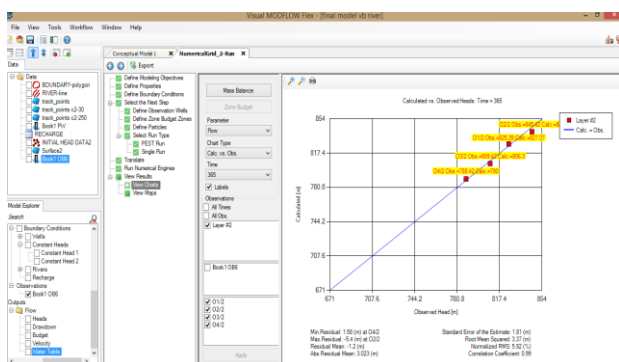 Visual MODFLOW Flex - [final model vb river]
File View Tools Workflow Window Help
Data
Data
BOUNDARY-polygon
RIVER-line
track_points
track_points c2-30
track_points c2-250
Book1 PW
RECHARGE
INITIAL HEAD DATA2
Surface2
Book1 OB6
Model Explorer
Search
Boundary Conditions
Wells
Constant Heads
Constant Head 1
Constant Head 2
Rivers
Recharge
Observations
Book1 OB6
Outputs
Flow
Heads
Drawdown
Budget
Velocity
Water Table
Conceptual Model 1
NumericalGrid_2-Run
Export
Define Modeling Objectives
Define Properties
Define Boundary Conditions
Select the Next Step
Define Observation Wells
Define Zone Budget Zones
Define Particles
Select Run Type
PEST Run
Single Run
Translate
Run Numerical Engines
View Results
View Charts
View Maps
Mass Balance
Zone Budget
Parameter
Flow
Chart Type
Calc. vs. Obs.
Time
365
Labels
Observations
All Times
All Obs.
Layer #2
Book1 OB6
O1/2
O2/2
O3/2
O4/2
Apply
Calculated vs. Observed Heads: Time = 365
Calculated [m]
854
817.4
780.8
744.2
707.6
671
671 707.6 744.2 780.8 817.4 854
Observed Head [m]
Layer #2
Calc. = Obs.
Min Residual: 1.58 (m) at O4/2
Max Residual: -5.4 (m) at O2/2
Residual Mean: -1.2 (m)
Abs Residual Mean: 3.023 (m)
Standard Error of the Estimate: 1.81 (m)
Root Mean Squared: 3.37 (m)
Normalized RMS: 5.92 (%)
Correlation Coefficient: 0.99